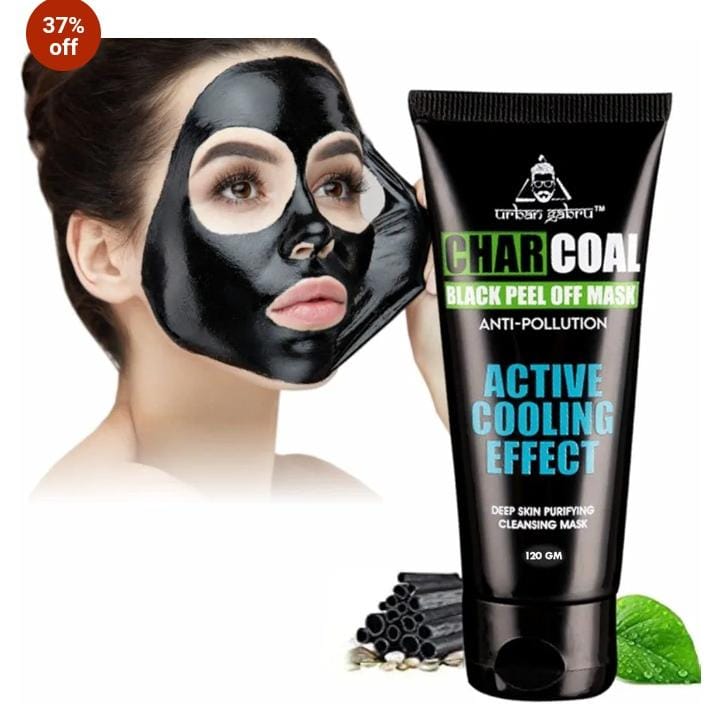 37%
off
urban gabru™
CHARCOAL
BLACK PEEL OFF MASK
ANTI-POLLUTION
ACTIVE
COOLING
EFFECT
DEEP SKIN PURIFYING
CLEANSING MASK
120 GM